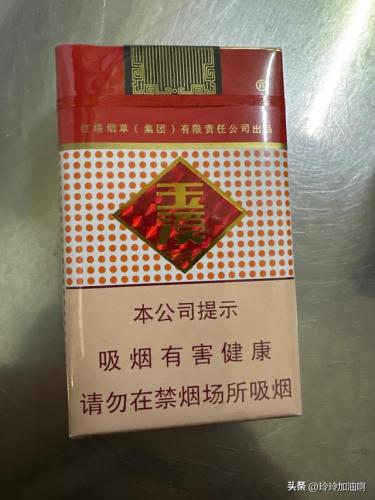 ®
红塔烟草（集团）有限责任公司出品
玉
溪
本公司提示
吸烟有害健康
请勿在禁烟场所吸烟
头条 @玲玲加油啊